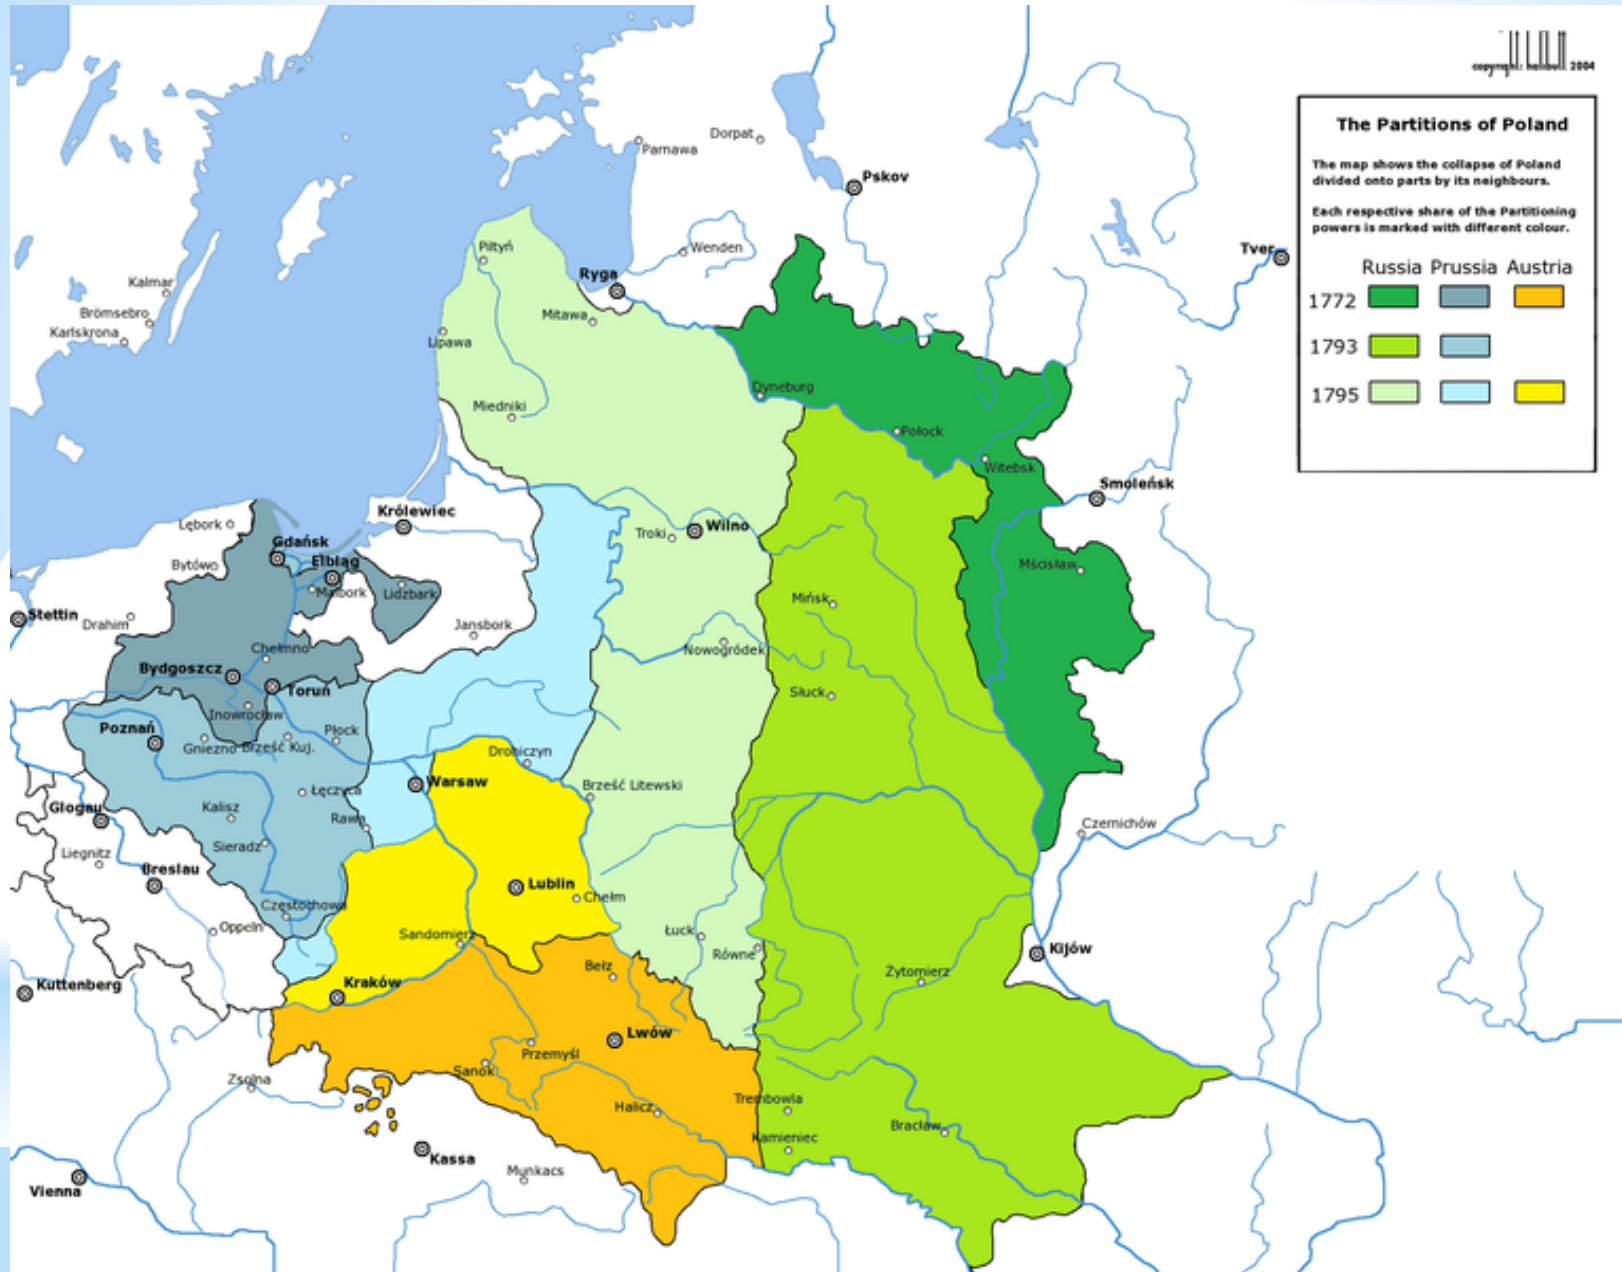 copyright: halibutt 2004
The Partitions of Poland
The map shows the collapse of Poland
divided onto parts by its neighbours.
Each respective share of the Partitioning
powers is marked with different colour.
Russia Prussia Austria
1772
1793
1795
Dorpat
Parnawa
Pskov
Piltyń
Wenden
Tver
Ryga
Kalmar
Brömsebro
Karlskrona
Mitawa
Lipawa
Dyneburg
Miedniki
Połock
Witebsk
Smoleńsk
Królewiec
Lębork
Wilno
Troki
Gdańsk
Elbląg
Bytów
Malbork
Lidzbark
Mścisław
Mińsk
Stettin
Drahim
Jansbork
Chełmno
Nowogródek
Bydgoszcz
Toruń
Słuck
Inowrocław
Poznań
Płock
Gniezno
Brześć Kuj.
Drohiczyn
Warsaw
Brześć Litewski
Łęczyca
Glogau
Kalisz
Rawa
Czernichów
Sieradz
Liegnitz
Breslau
Lublin
Chełm
Częstochowa
Oppeln
Sandomierz
Łuck
Równe
Kijów
Bełz
Żytomierz
Kuttenberg
Kraków
Lwów
Przemyśl
Sanok
Zsolna
Halicz
Trembowla
Bracław
Kamieniec
Kassa
Munkacs
Vienna